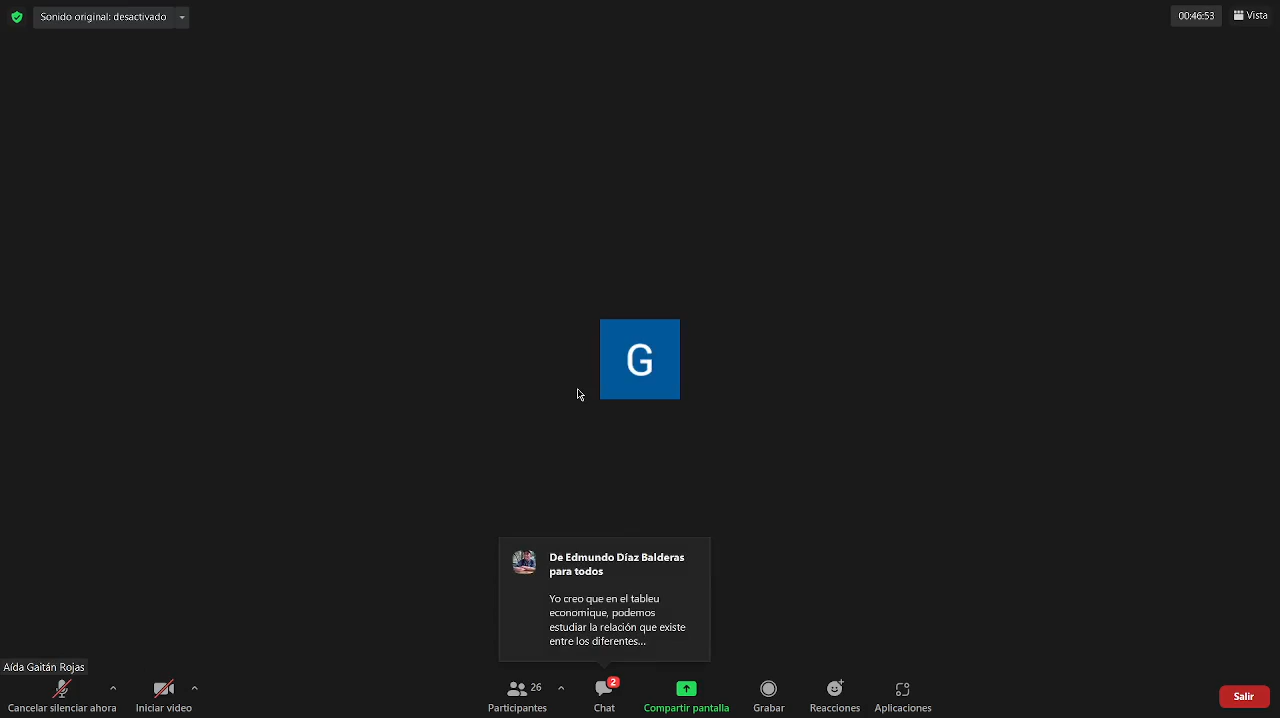 Sonido original: desactivado
00:46:53
Vista
G
De Edmundo Díaz Balderas
para todos
Yo creo que en el tableu
economíque, podemos
estudiar la relación que existe
entre los diferentes...
Aída Gaitán Rojas
Cancelar silenciar ahora
Iniciar video
26
Participantes
2
Chat
Compartir pantalla
Grabar
Reacciones
Aplicaciones
Salir